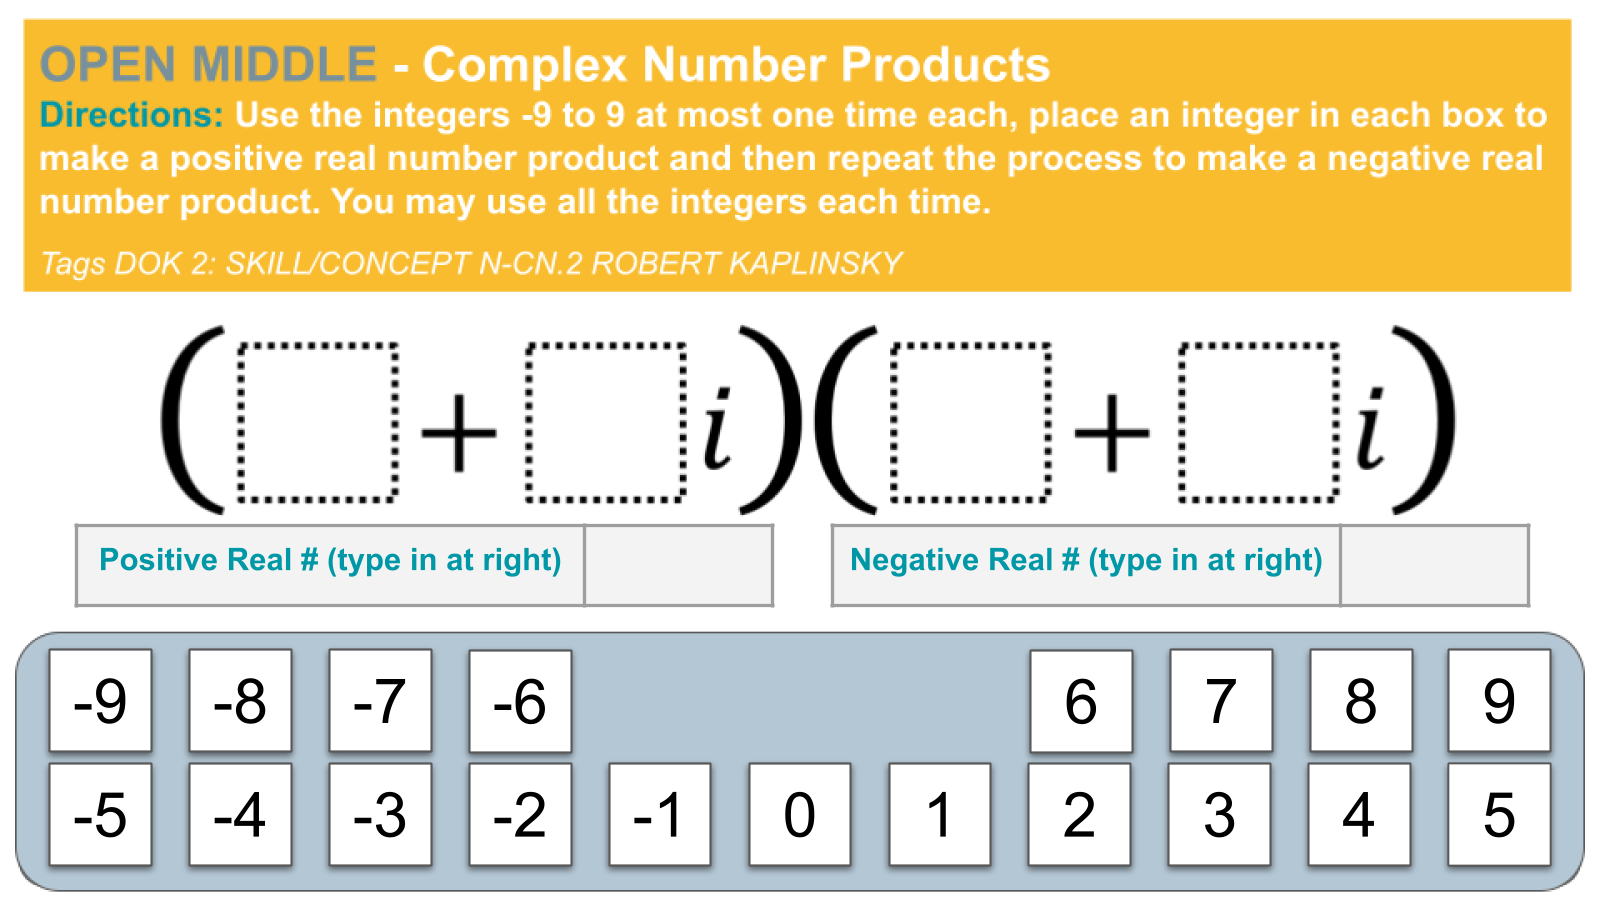 OPEN MIDDLE - Complex Number Products
Directions: Use the integers -9 to 9 at most one time each, place an integer in each box to
make a positive real number product and then repeat the process to make a negative real
number product. You may use all the integers each time.
Tags DOK 2: SKILL/CONCEPT N-CN.2 ROBERT KAPLINSKY
( + i)( + i)
Positive Real # (type in at right) Negative Real # (type in at right)
-9 -8 -7 -6 6 7 8 9
-5 -4 -3 -2 -1 0 1 2 3 4 5